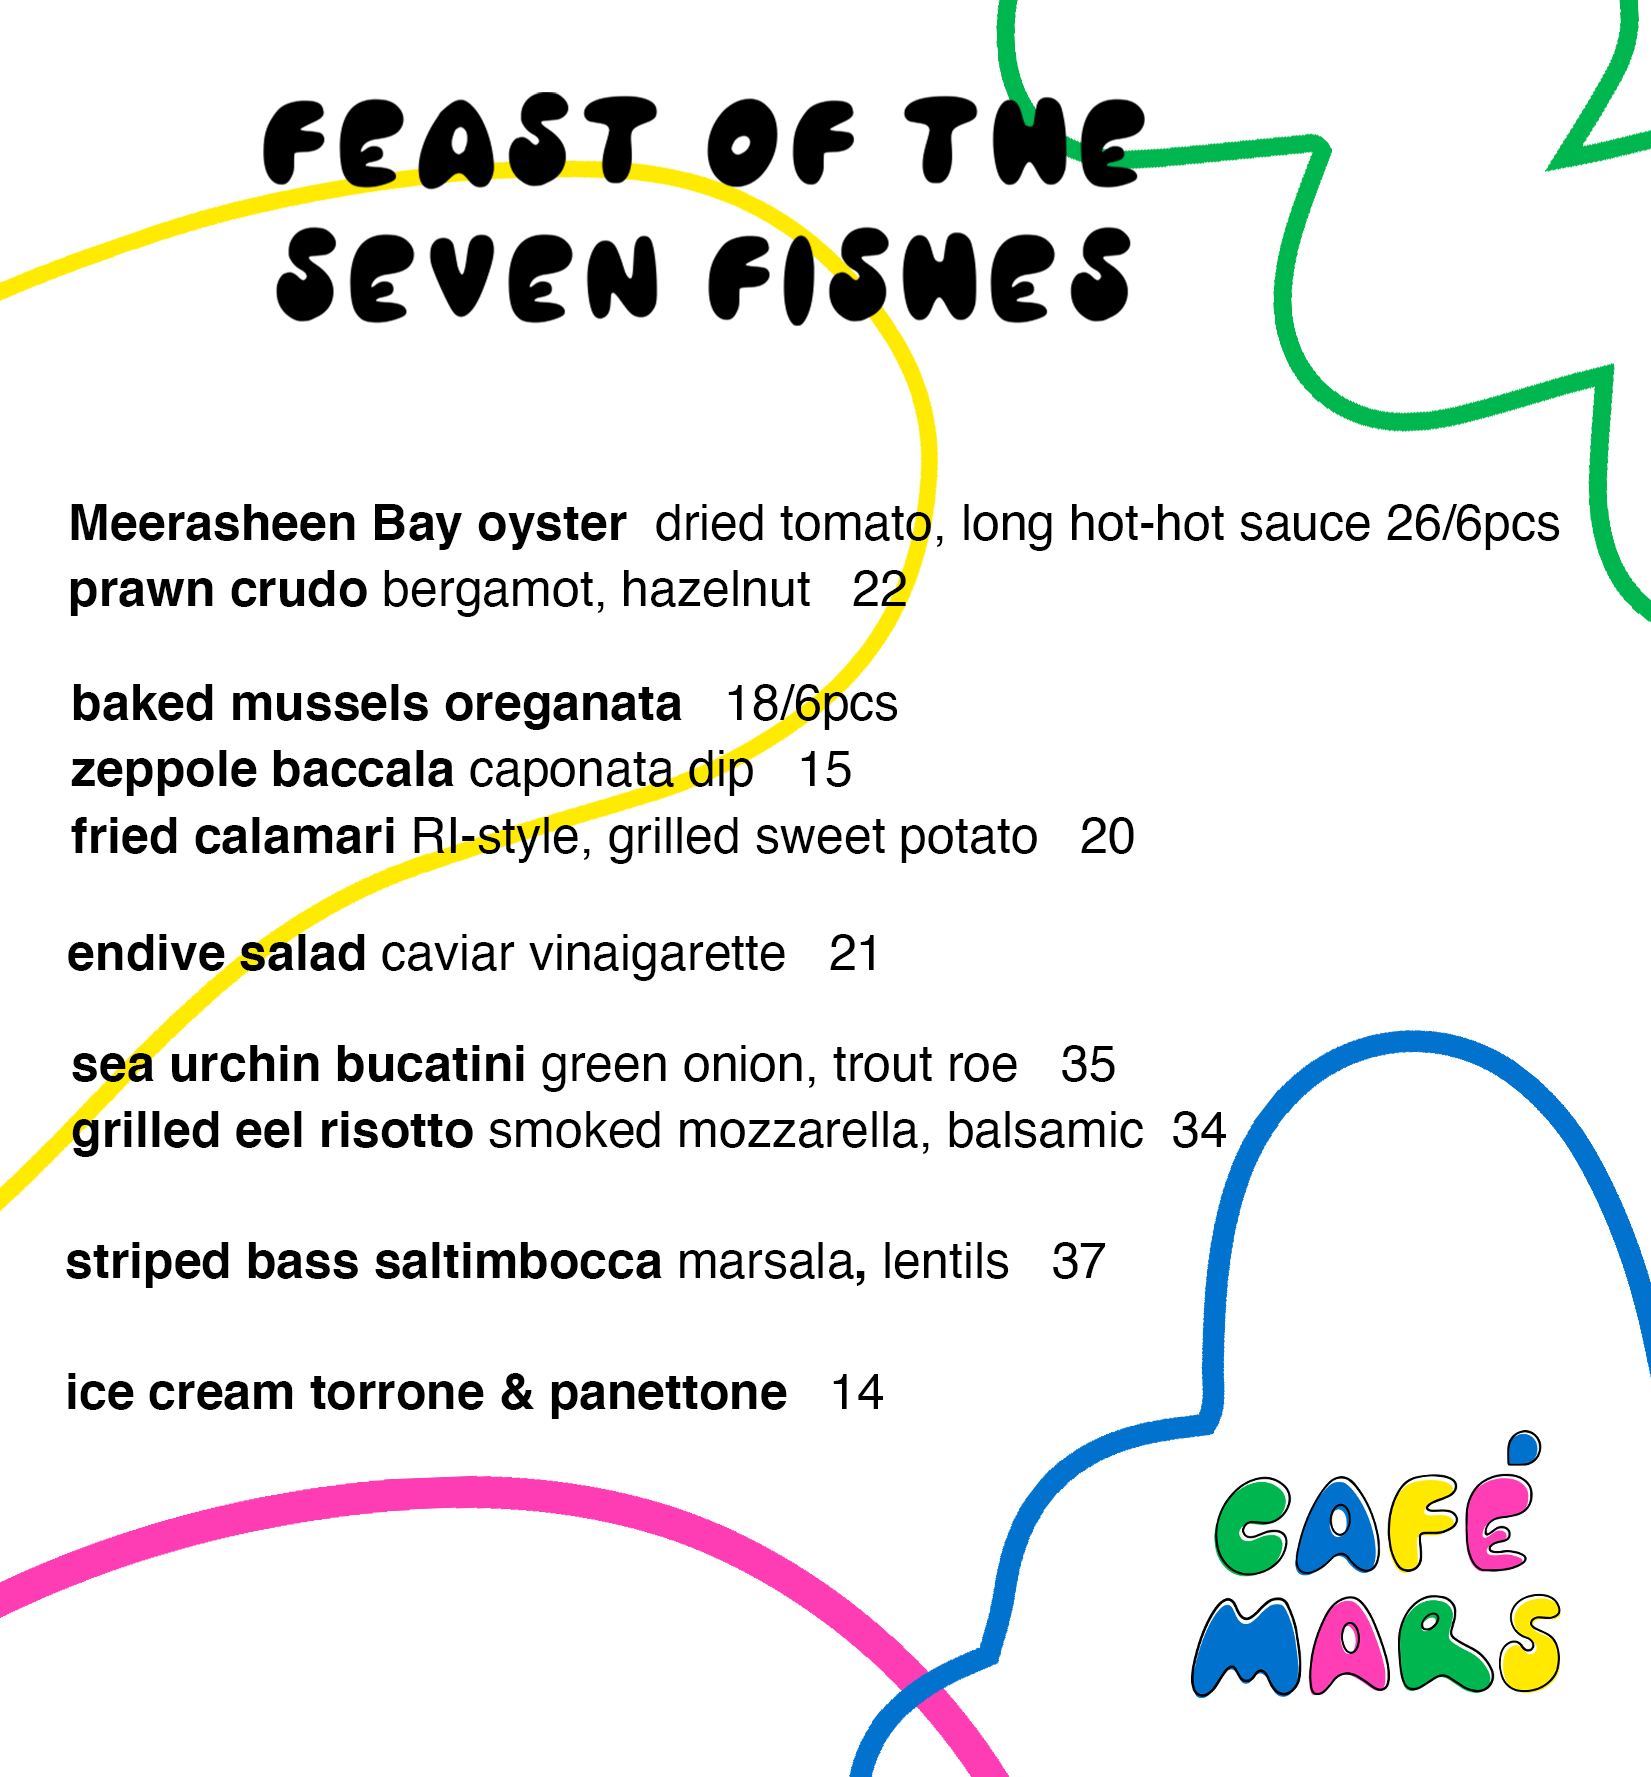 FEAST OF THE
SEVEN FISHES
Meerasheen Bay oyster dried tomato, long hot-hot sauce 26/6pcs
prawn crudo bergamot, hazelnut 22
baked mussels oreganata 18/6pcs
zeppole baccala caponata dip 15
fried calamari RI-style, grilled sweet potato 20
endive salad caviar vinaigarette 21
sea urchin bucatini green onion, trout roe 35
grilled eel risotto smoked mozzarella, balsamic 34
striped bass saltimbocca marsala, lentils 37
ice cream torrone & panettone 14
CAFÉ
MARS